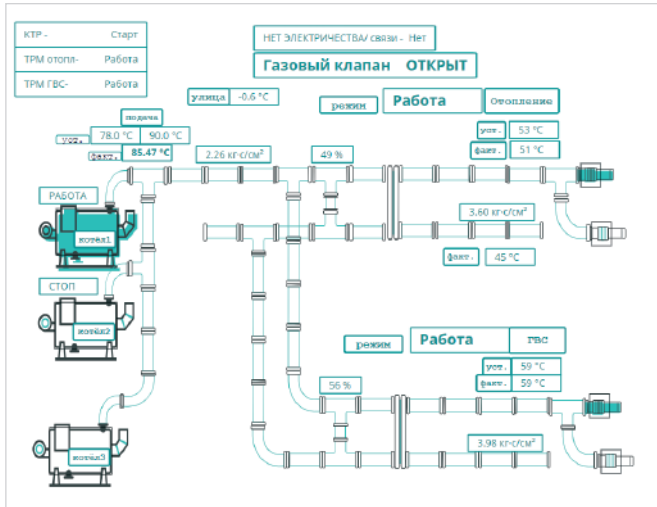 КТР - Старт
ТРМ отопл- Работа
ТРМ ГВС- Работа
НЕТ ЭЛЕКТРИЧЕСТВА/ связи - Нет
Газовый клапан ОТКРЫТ
улица -0.6 °C
режим Работа Отопление
подача
уст. 78.0 °C 90.0 °C
факт. 85.47 °C
2.26 кг·с/см²
49 %
уст. 53 °C
факт. 51 °C
РАБОТА
котёл1
3.60 кг·с/см²
факт. 45 °C
СТОП
котёл2
режим Работа ГВС
уст. 59 °C
факт. 59 °C
56 %
3.98 кг·с/см²
котёл3